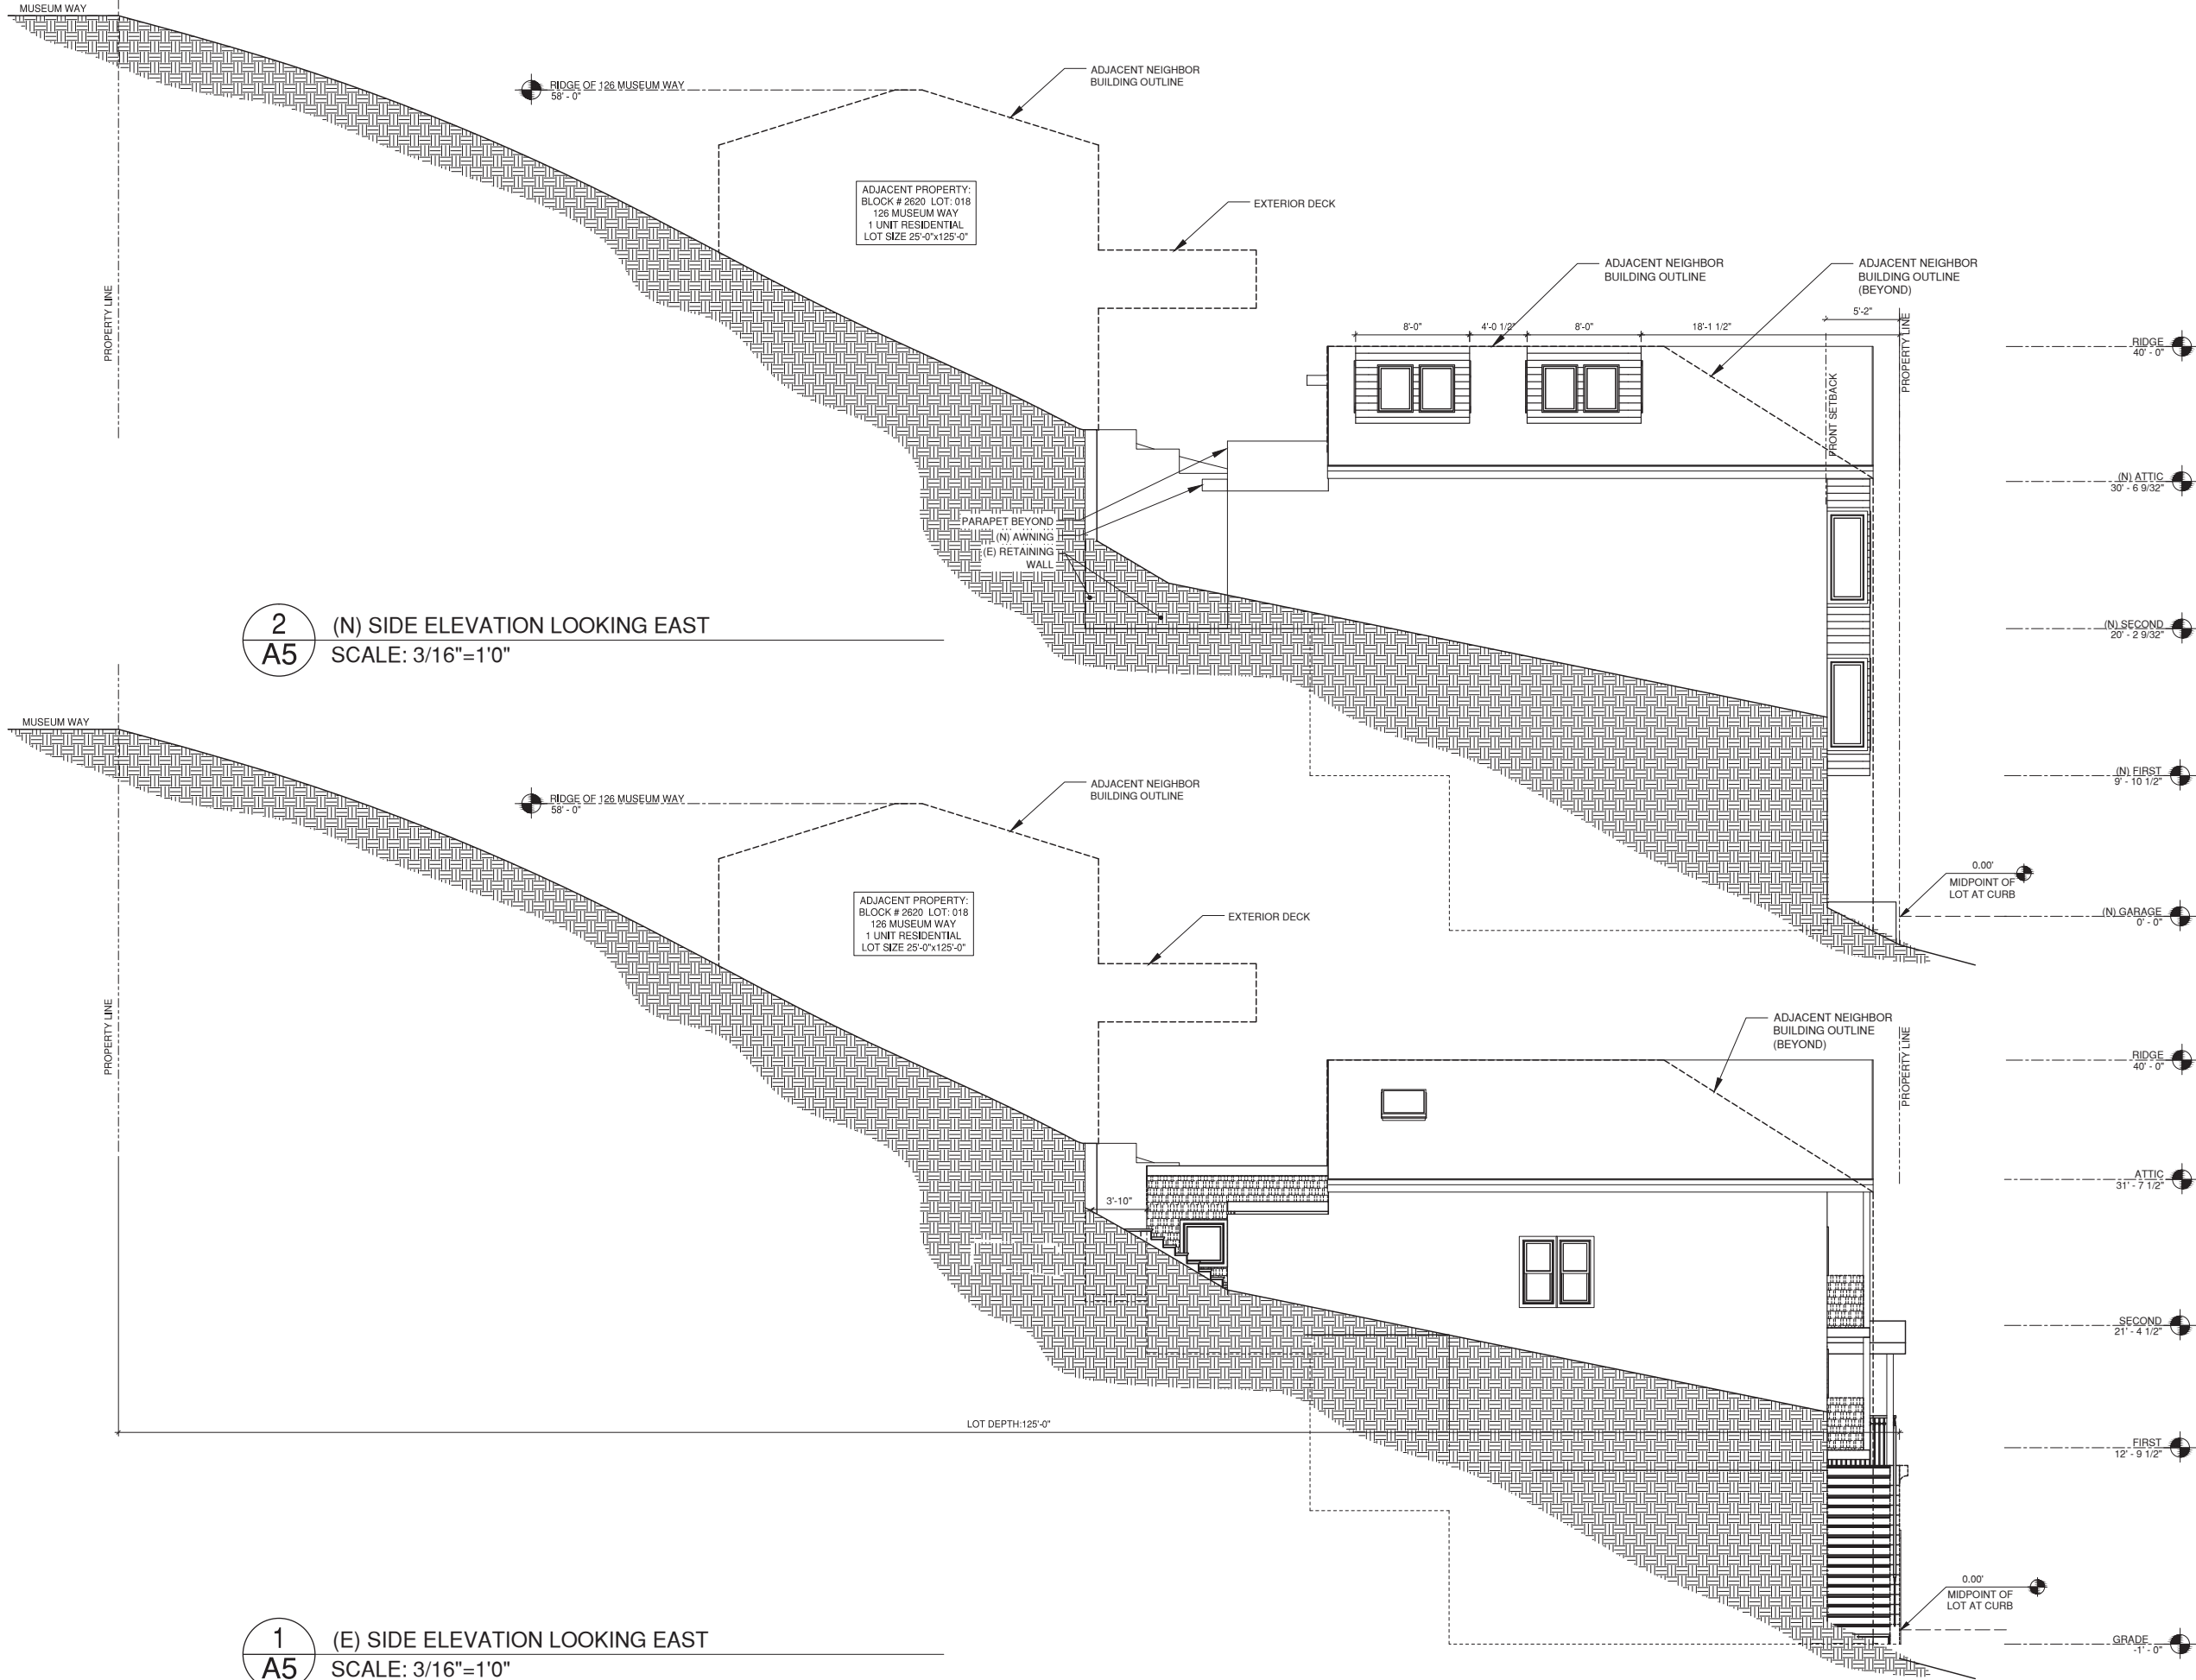 MUSEUM WAY
RIDGE OF 126 MUSEUM WAY
58' - 0"
ADJACENT NEIGHBOR
BUILDING OUTLINE
ADJACENT PROPERTY:
BLOCK # 2620 LOT: 018
126 MUSEUM WAY
1 UNIT RESIDENTIAL
LOT SIZE 25'-0"x125'-0"
EXTERIOR DECK
ADJACENT NEIGHBOR
BUILDING OUTLINE
ADJACENT NEIGHBOR
BUILDING OUTLINE
(BEYOND)
PROPERTY LINE
8'-0"
4'-0 1/2"
8'-0"
18'-1 1/2"
5'-2"
PROPERTY LINE
FRONT SETBACK
RIDGE
40' - 0"
(N) ATTIC
30' - 6 9/32"
PARAPET BEYOND
(N) AWNING
(E) RETAINING
WALL
(N) SECOND
20' - 2 9/32"
(N) FIRST
9' - 10 1/2"
0.00'
MIDPOINT OF
LOT AT CURB
(N) GARAGE
0' - 0"
2
A5
(N) SIDE ELEVATION LOOKING EAST
SCALE: 3/16"=1'0"
MUSEUM WAY
RIDGE OF 126 MUSEUM WAY
58' - 0"
ADJACENT NEIGHBOR
BUILDING OUTLINE
ADJACENT PROPERTY:
BLOCK # 2620 LOT: 018
126 MUSEUM WAY
1 UNIT RESIDENTIAL
LOT SIZE 25'-0"x125'-0"
EXTERIOR DECK
ADJACENT NEIGHBOR
BUILDING OUTLINE
(BEYOND)
PROPERTY LINE
PROPERTY LINE
RIDGE
40' - 0"
ATTIC
31' - 7 1/2"
3'-10"
SECOND
21' - 4 1/2"
LOT DEPTH:125'-0"
FIRST
12' - 9 1/2"
0.00'
MIDPOINT OF
LOT AT CURB
GRADE
-1' - 0"
1
A5
(E) SIDE ELEVATION LOOKING EAST
SCALE: 3/16"=1'0"